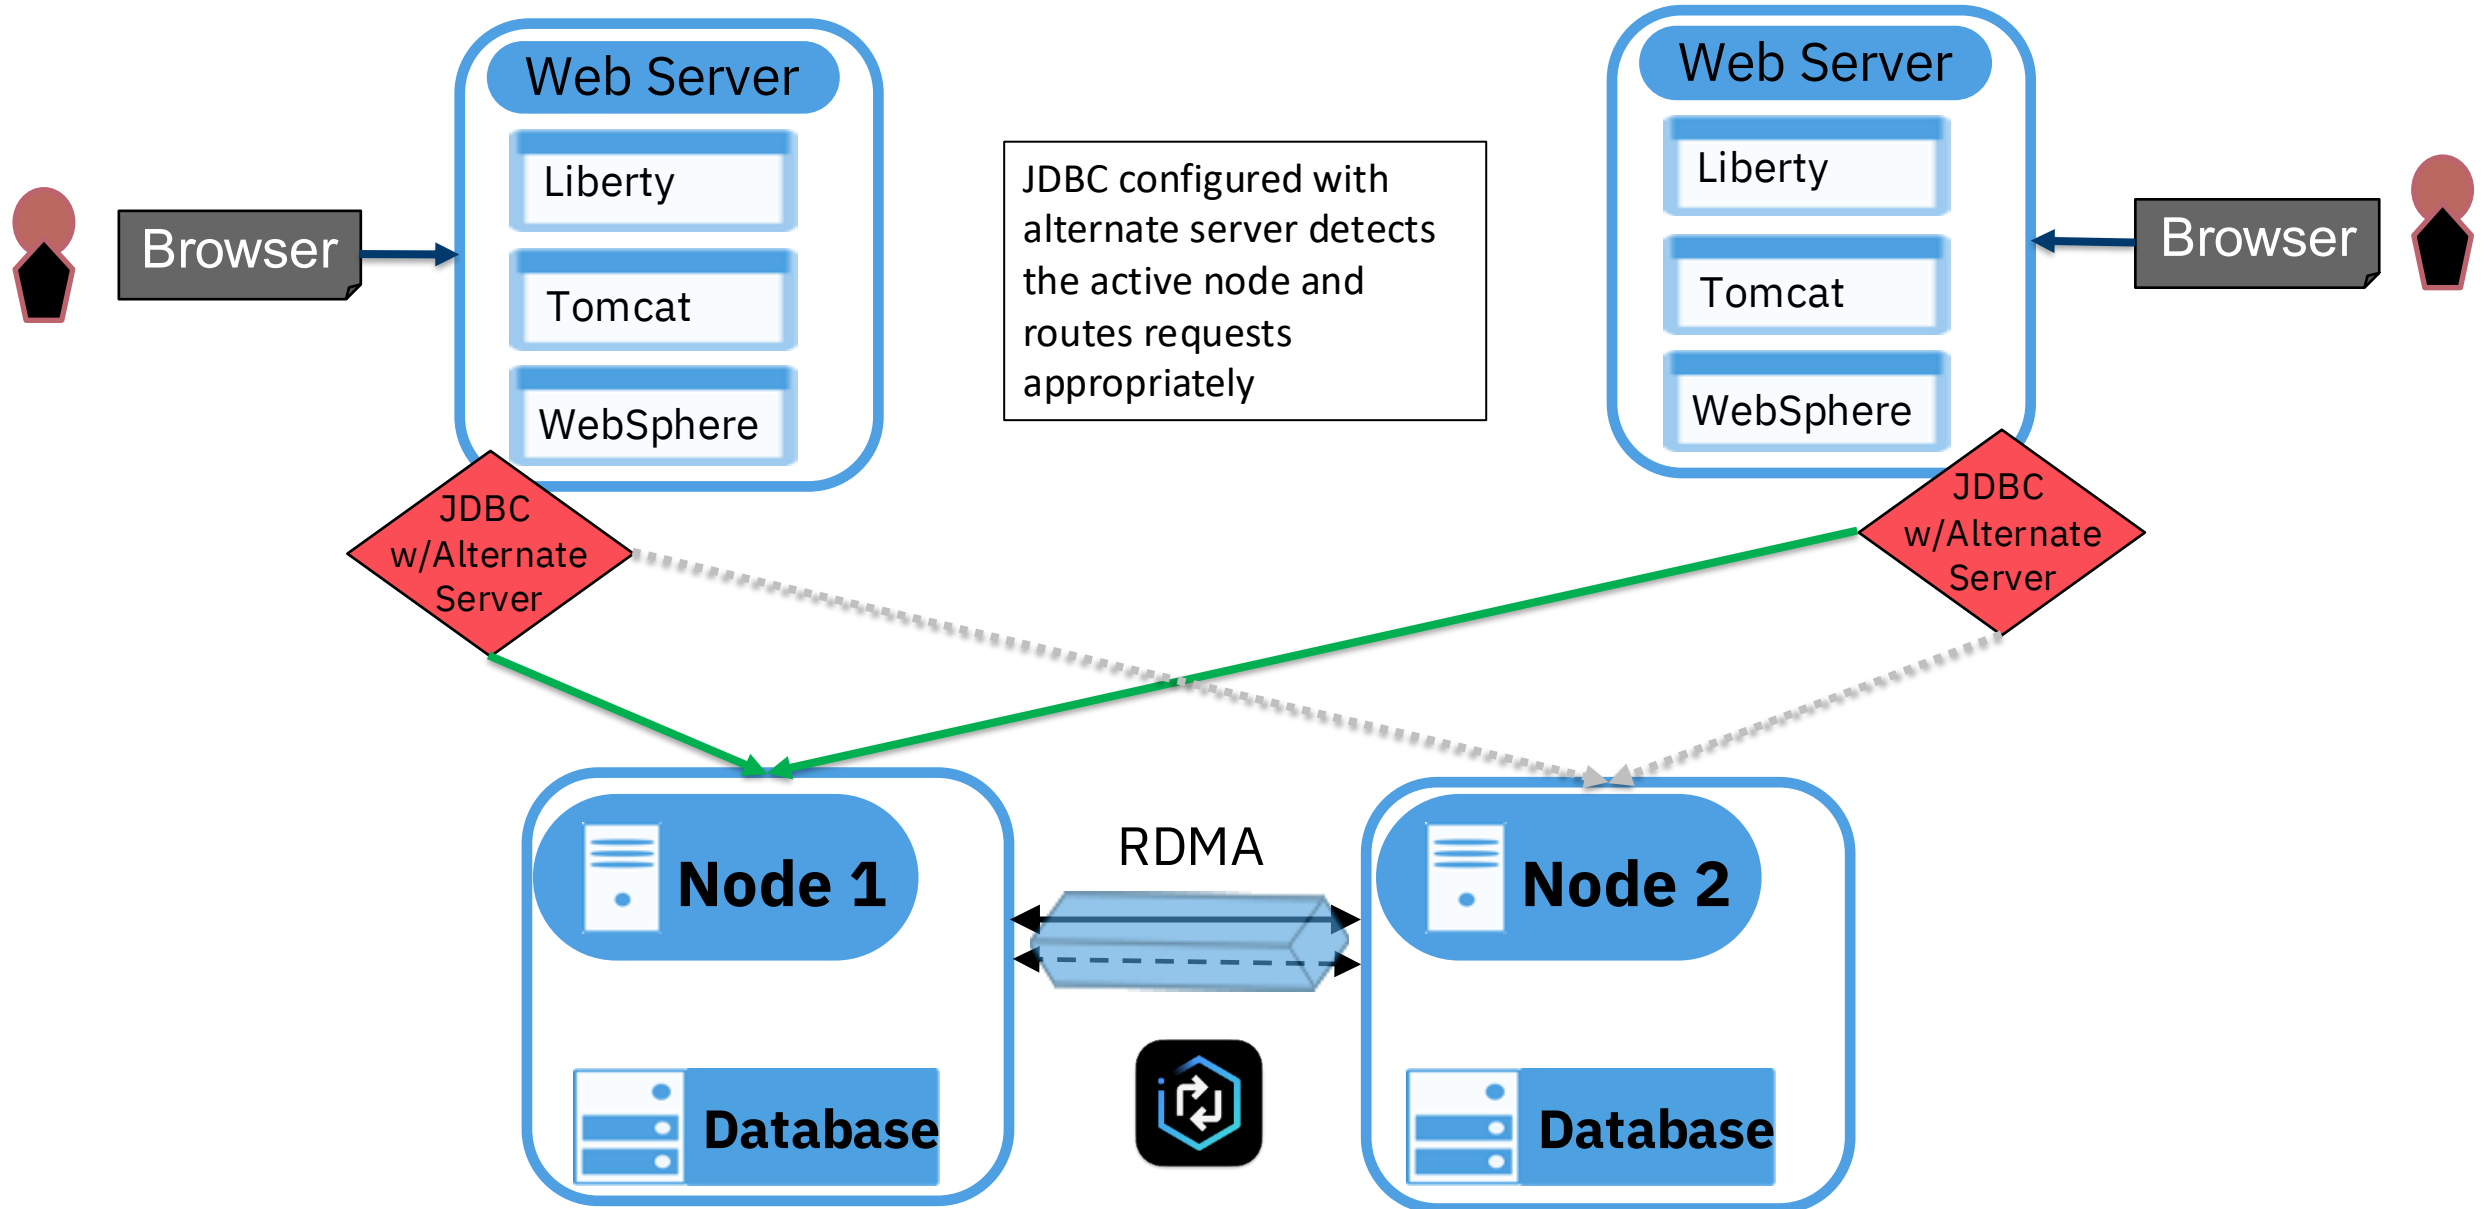 Web Server
Liberty
Tomcat
WebSphere
Browser
JDBC
w/Alternate
Server
JDBC configured with
alternate server detects
the active node and
routes requests
appropriately
Web Server
Liberty
Tomcat
WebSphere
Browser
JDBC
w/Alternate
Server
Node 1
Database
RDMA
Node 2
Database